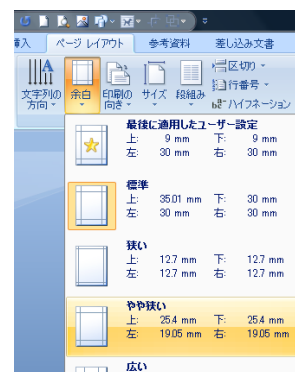 挿入 ページ レイアウト 参考資料 差し込み文書
文字列の方向 余白 印刷の向き サイズ 段組み
区切り
行番号
ハイフネーション
最後に適用したユーザー設定
上: 9 mm 下: 9 mm
左: 30 mm 右: 30 mm
標準
上: 35.01 mm 下: 30 mm
左: 30 mm 右: 30 mm
狭い
上: 12.7 mm 下: 12.7 mm
左: 12.7 mm 右: 12.7 mm
やや狭い
上: 25.4 mm 下: 25.4 mm
左: 19.05 mm 右: 19.05 mm
広い